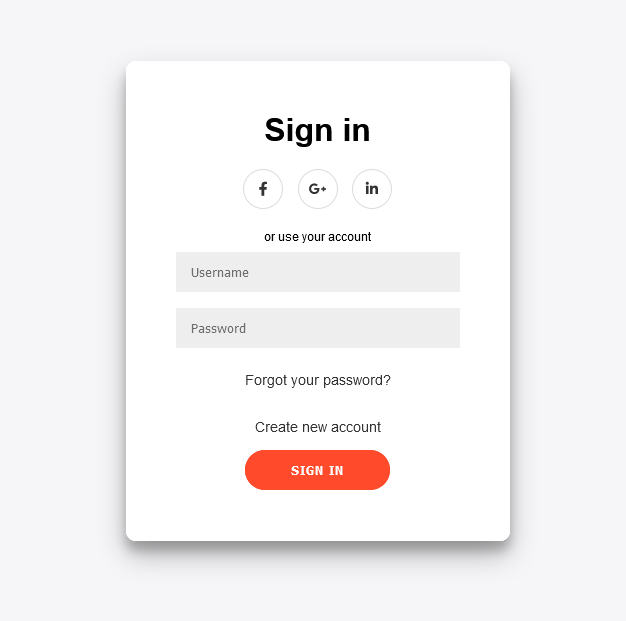 Sign in
f G+ in
or use your account
Username
Password
Forgot your password?
Create new account
SIGN IN